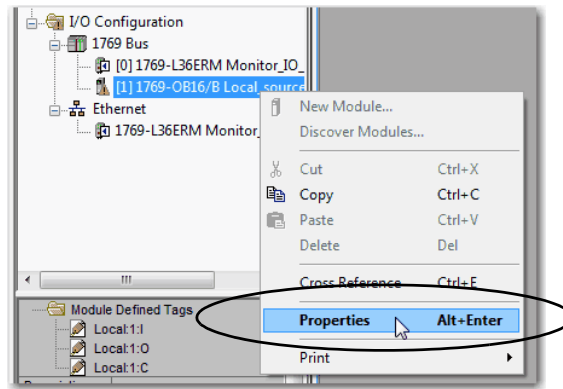 I/O Configuration
1769 Bus
[0] 1769-L36ERM Monitor_IO_
[1] 1769-OB16/B Local_source
Ethernet
1769-L36ERM Monitor_
New Module...
Discover Modules...
Cut Ctrl+X
Copy Ctrl+C
Paste Ctrl+V
Delete Del
Cross Reference Ctrl+E
Properties Alt+Enter
Print
Module Defined Tags
Local:1:I
Local:1:O
Local:1:C